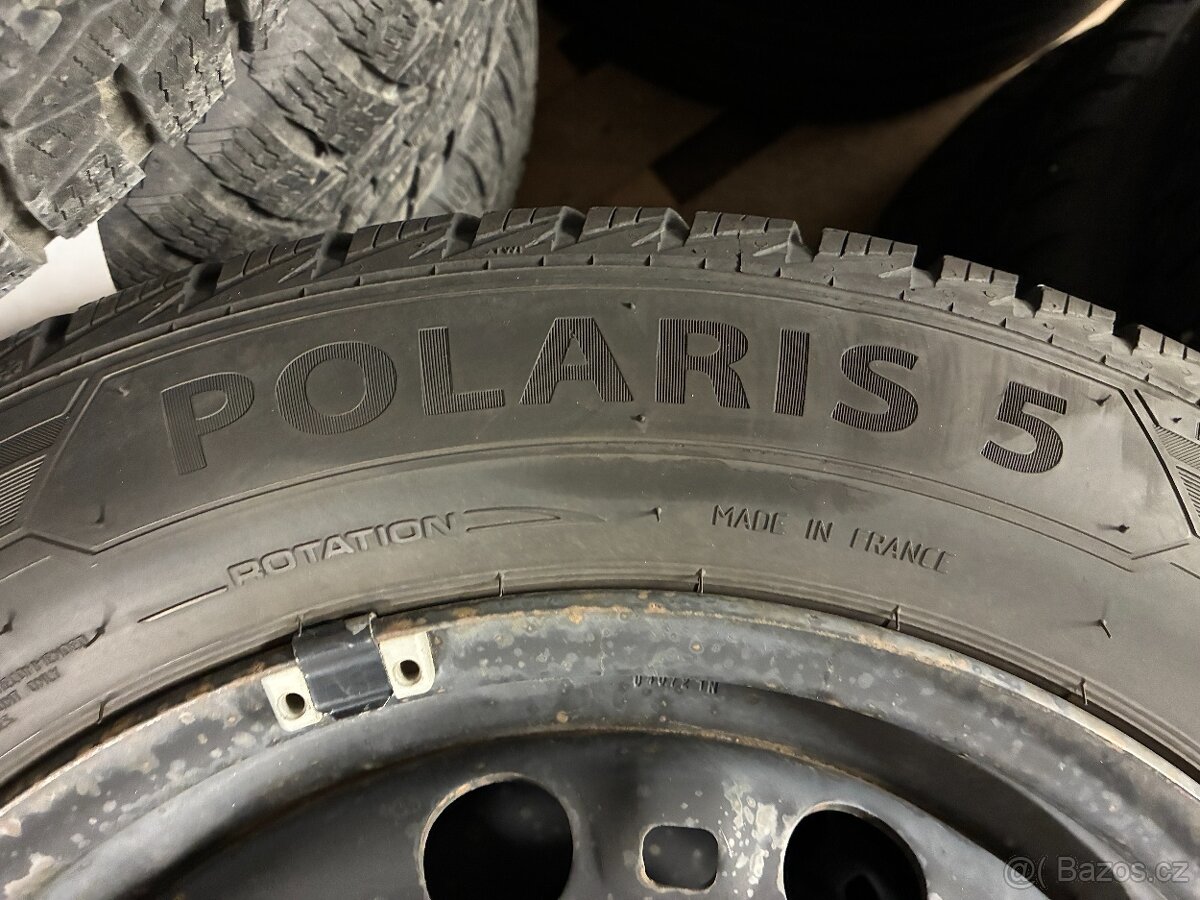 POLARIS 5
ROTATION
MADE IN FRANCE
@( Bazos.cz